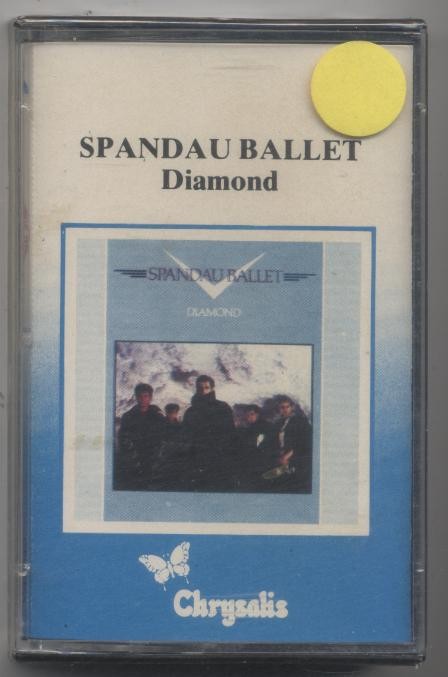 SPANDAU BALLET
Diamond
SPANDAU BALLET
DIAMOND
Chrysalis